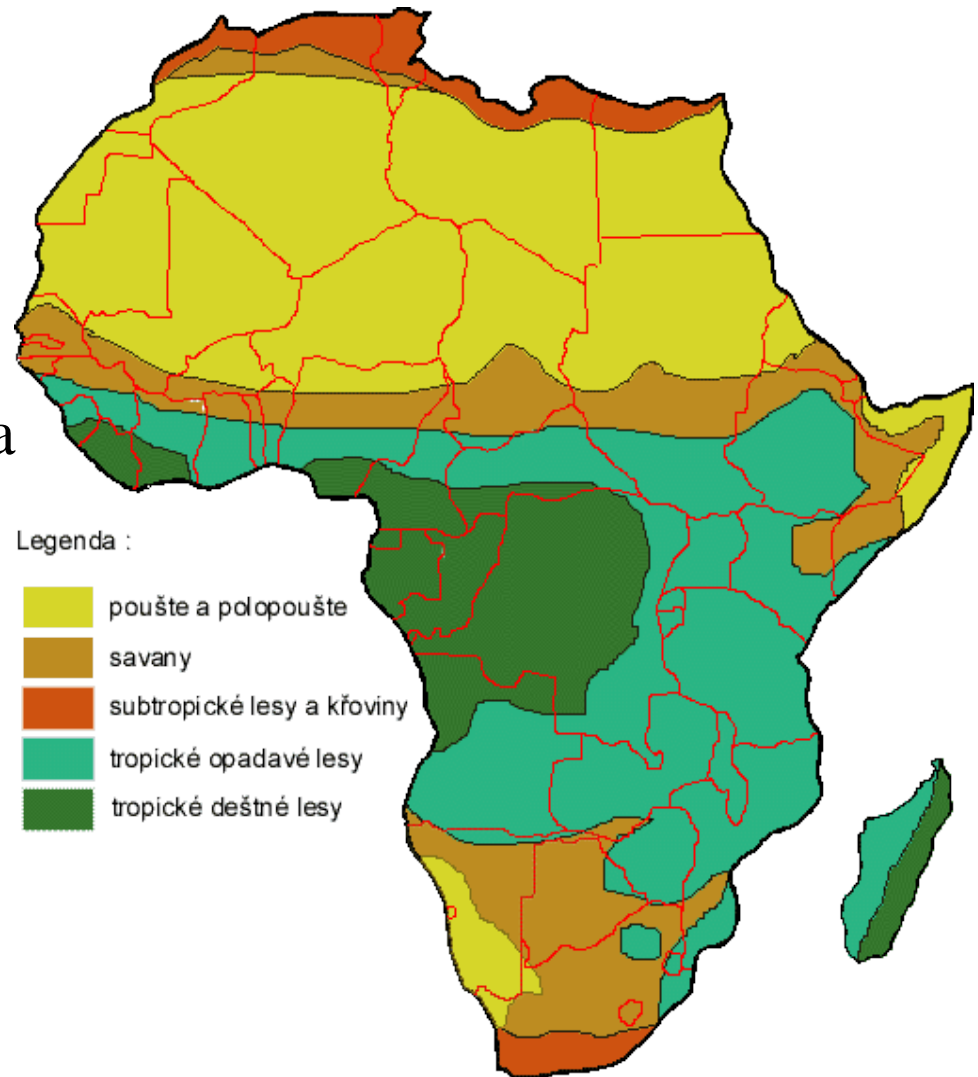 a
Legenda :
pouště a polopouště
savany
subtropické lesy a křoviny
tropické opadavé lesy
tropické deštné lesy